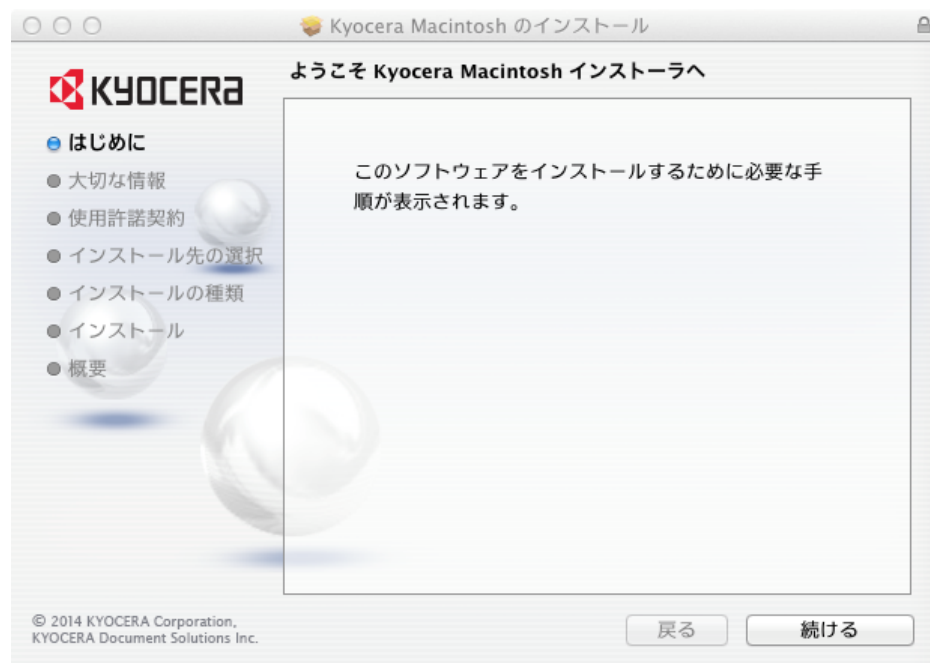 Kyocera Macintosh のインストール
KYOCERA
ようこそ Kyocera Macintosh インストーラへ
はじめに
大切な情報
使用許諾契約
インストール先の選択
インストールの種類
インストール
概要
このソフトウェアをインストールするために必要な手
順が表示されます。
© 2014 KYOCERA Corporation,
KYOCERA Document Solutions Inc.
戻る
続ける